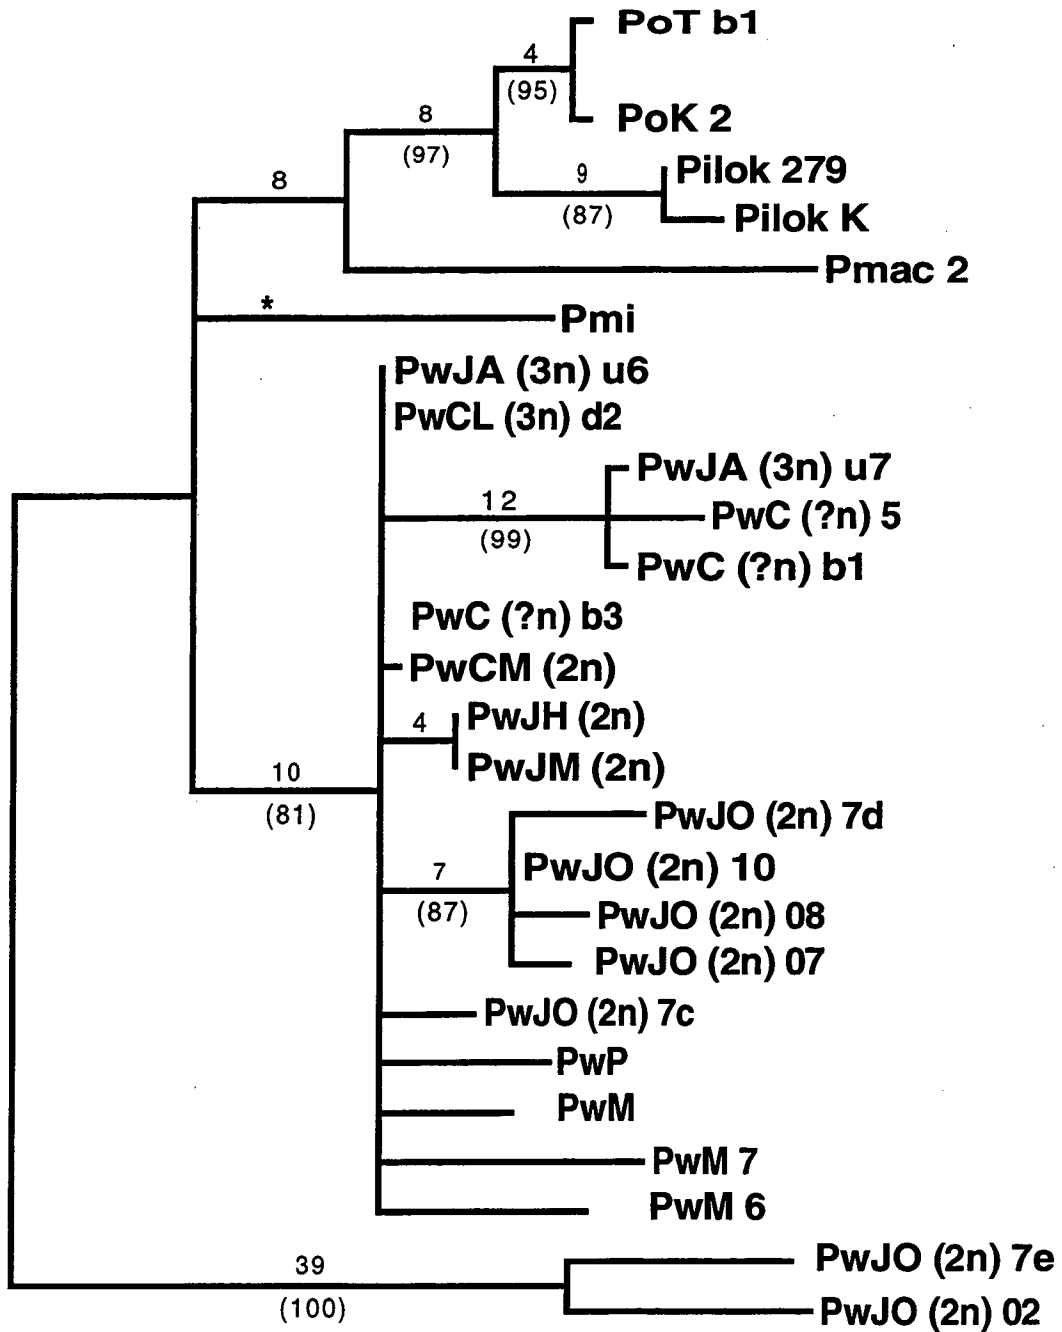 PoT b1
4
(95)
8
PoK 2
(97)
Pilok 279
9
8
(87)
Pilok K
Pmac 2
*
Pmi
PwJA (3n) u6
PwCL (3n) d2
PwJA (3n) u7
12
PwC (?n) 5
(99)
PwC (?n) b1
PwC (?n) b3
PwCM (2n)
4
PwJH (2n)
PwJM (2n)
10
(81)
PwJO (2n) 7d
7
PwJO (2n) 10
(87)
PwJO (2n) 08
PwJO (2n) 07
PwJO (2n) 7c
PwP
PwM
PwM 7
PwM 6
39
PwJO (2n) 7e
(100)
PwJO (2n) 02